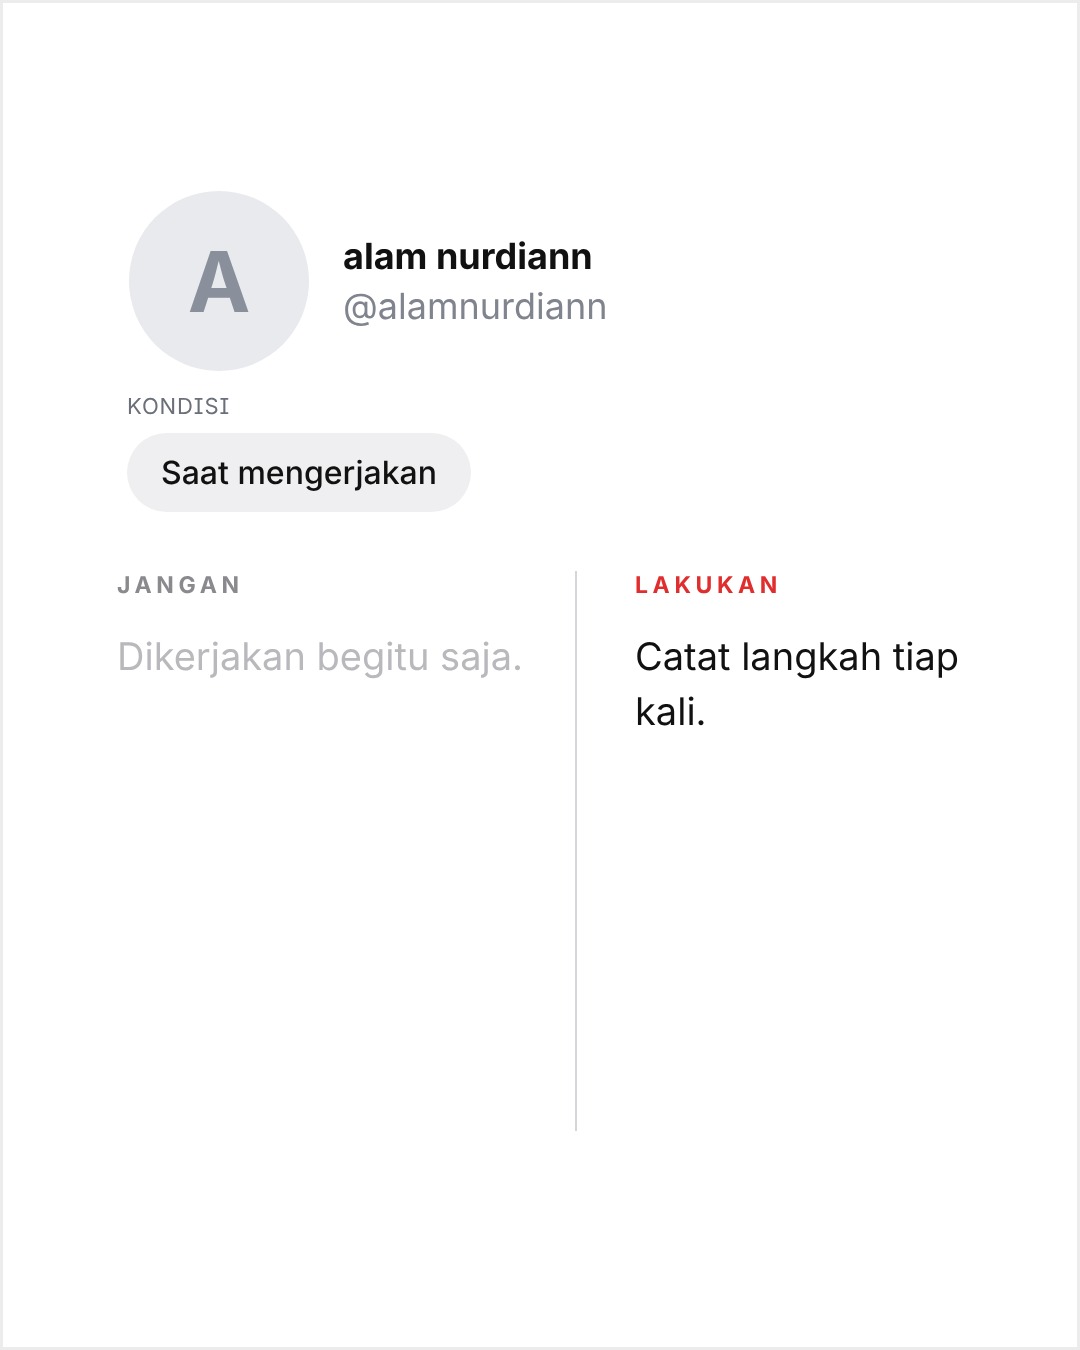 A
alam nurdiann
@alamnurdiann
KONDISI
Saat mengerjakan
JANGAN
Dikerjakan begitu saja.
LAKUKAN
Catat langkah tiap
kali.